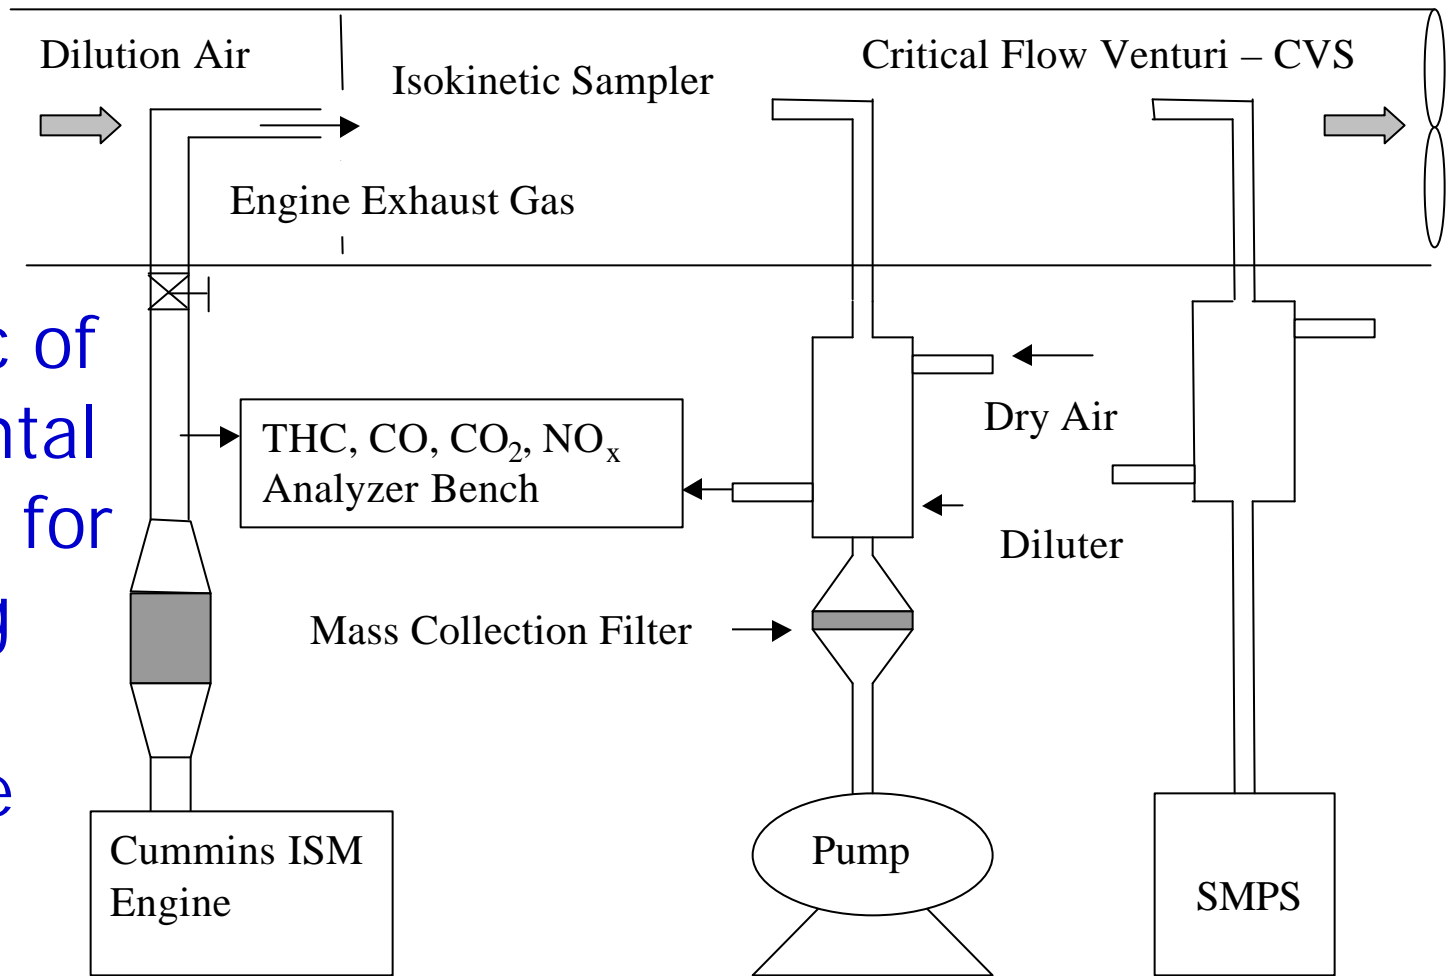 Dilution Air
Isokinetic Sampler
Critical Flow Venturi – CVS
Engine Exhaust Gas
of
for
THC, CO, CO₂, NOₓ
Analyzer Bench
Dry Air
Diluter
Mass Collection Filter
Cummins ISM
Engine
Pump
SMPS